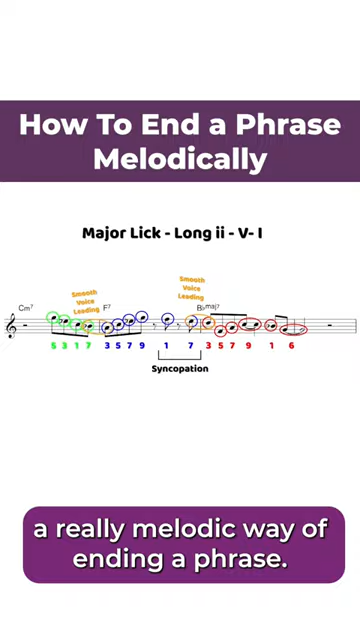 How To End a Phrase
Melodically
Major Lick - Long ii - V- I
Smooth
Voice
Leading
Smooth
Voice
Leading
Cm7 F7 B♭maj7
5 3 1 7 3 5 7 9 1 7 3 5 7 9 1 6
Syncopation
a really melodic way of
ending a phrase.